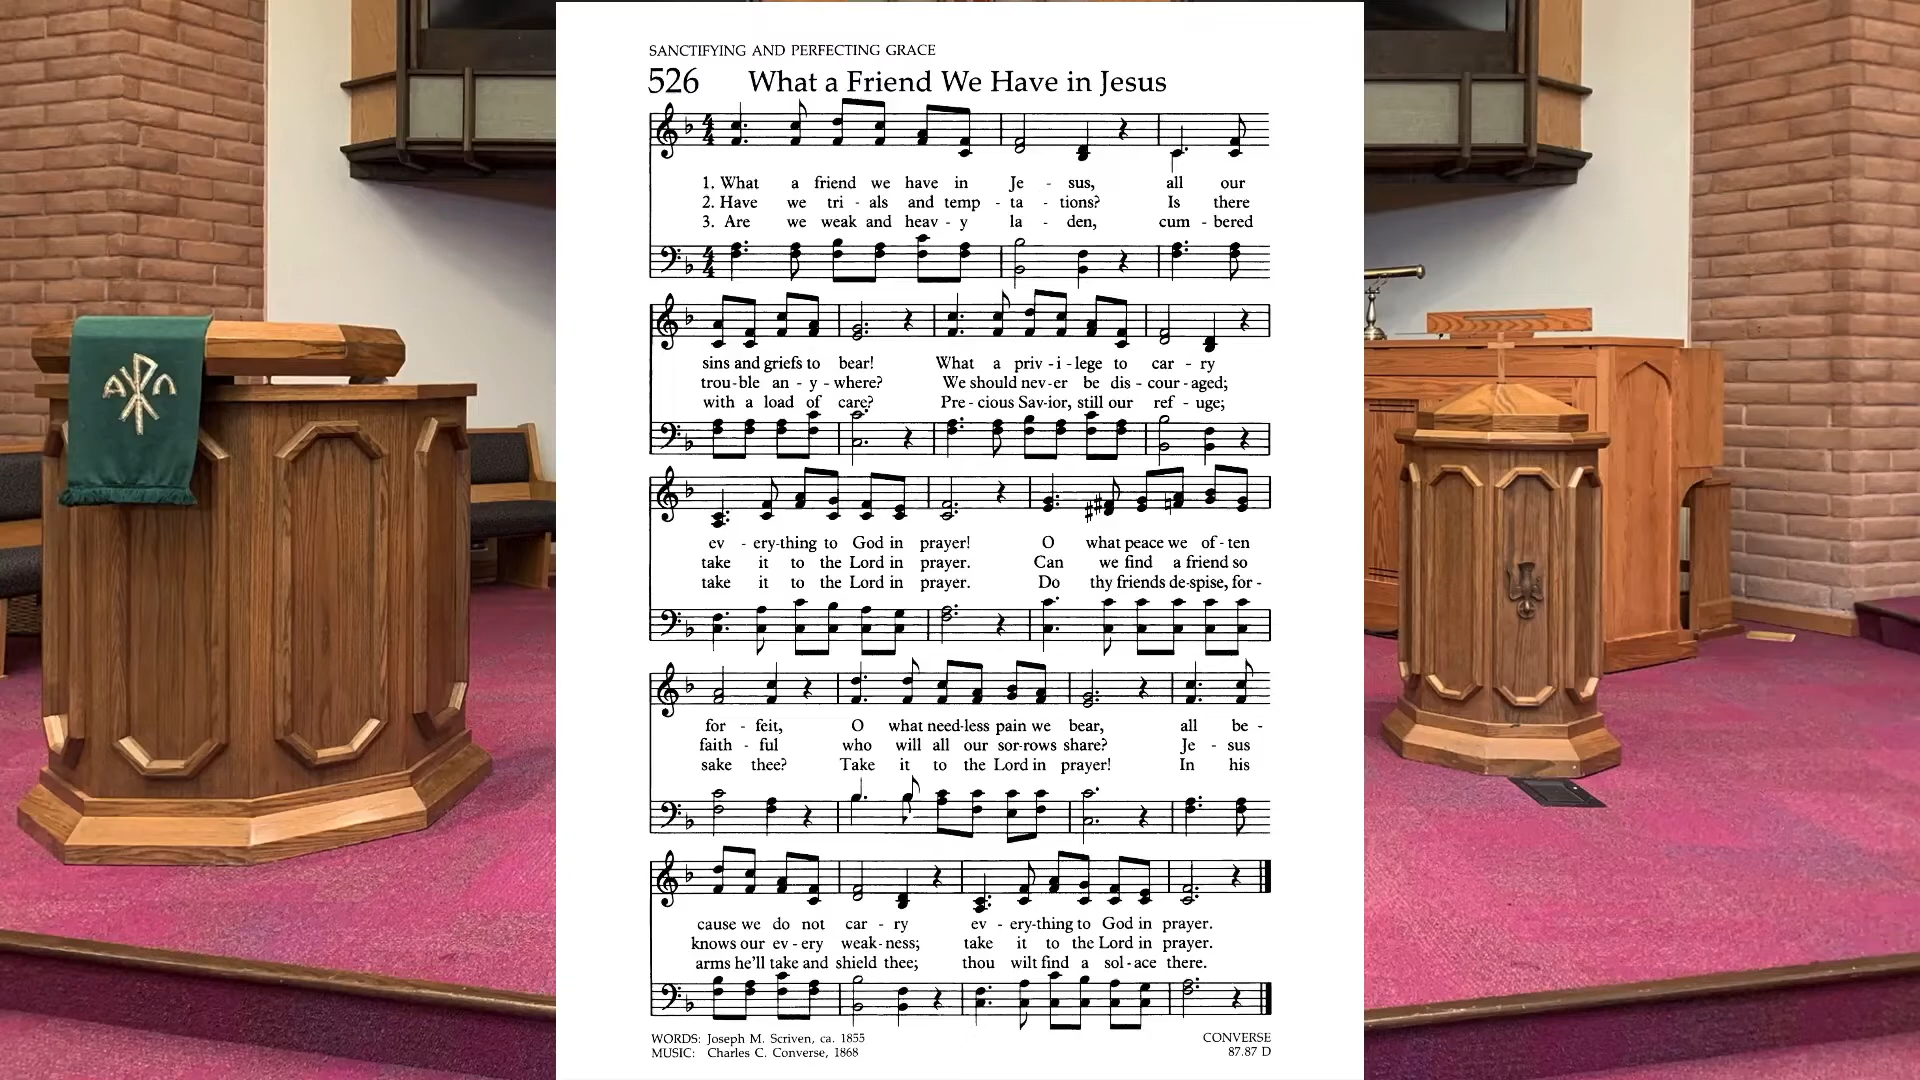 SANCTIFYING AND PERFECTING GRACE
526 What a Friend We Have in Jesus
1. What a friend we have in Je - sus, all our
2. Have we tri - als and temp - ta - tions? Is there
3. Are we weak and heav - y la - den, cum - bered
sins and griefs to bear! What a priv - i - lege to car - ry
trou - ble an - y - where? We should nev - er be dis - cour - aged;
with a load of care? Pre - cious Sav - ior, still our ref - uge;
ev - ery - thing to God in prayer! O what peace we of - ten
take it to the Lord in prayer. Can we find a friend so
take it to the Lord in prayer. Do thy friends de - spise, for -
for - feit, O what need - less pain we bear, all be -
faith - ful who will all our sor - rows share? Je - sus
sake thee? Take it to the Lord in prayer! In his
cause we do not car - ry ev - ery - thing to God in prayer.
knows our ev - ery weak - ness; take it to the Lord in prayer.
arms he'll take and shield thee; thou wilt find a sol - ace there.
WORDS: Joseph M. Scriven, ca. 1855 CONVERSE
MUSIC: Charles C. Converse, 1868 87.87 D